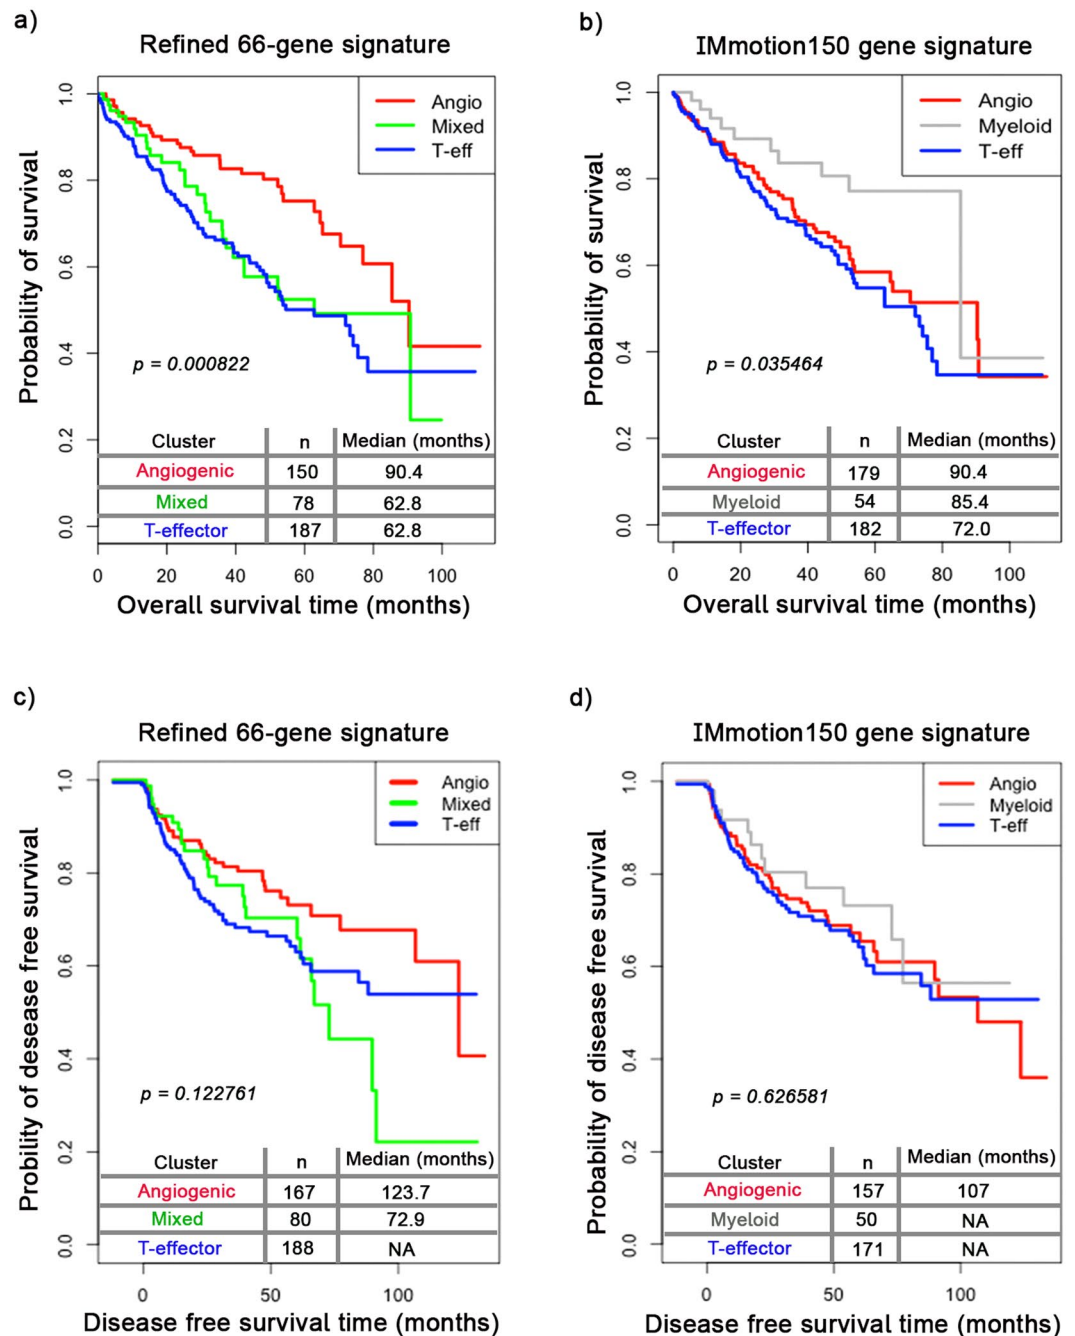 a)
Refined 66-gene signature
Probability of survival
1.0
0.8
0.6
0.4
0.2
0.0
Angio
Mixed
T-eff
p = 0.000822
Cluster n Median (months)
Angiogenic 150 90.4
Mixed 78 62.8
T-effector 187 62.8
0 20 40 60 80 100
Overall survival time (months)
b)
IMmotion150 gene signature
Probability of survival
1.0
0.8
0.6
0.4
0.2
0.0
Angio
Myeloid
T-eff
p = 0.035464
Cluster n Median (months)
Angiogenic 179 90.4
Myeloid 54 85.4
T-effector 182 72.0
0 20 40 60 80 100
Overall survival time (months)
c)
Refined 66-gene signature
Probility of desease free survival
1.0
0.8
0.6
0.4
0.2
0.0
Angio
Mixed
T-eff
p = 0.122761
Cluster n Median (months)
Angiogenic 167 123.7
Mixed 80 72.9
T-effector 188 NA
0 50 100
Disease free survival time (months)
d)
IMmotion150 gene signature
Probability of disease free survival
1.0
0.8
0.6
0.4
0.2
0.0
Angio
Myeloid
T-eff
p = 0.626581
Cluster n Median (months)
Angiogenic 157 107
Myeloid 50 NA
T-effector 171 NA
0 50 100
Disease free survival time (months)